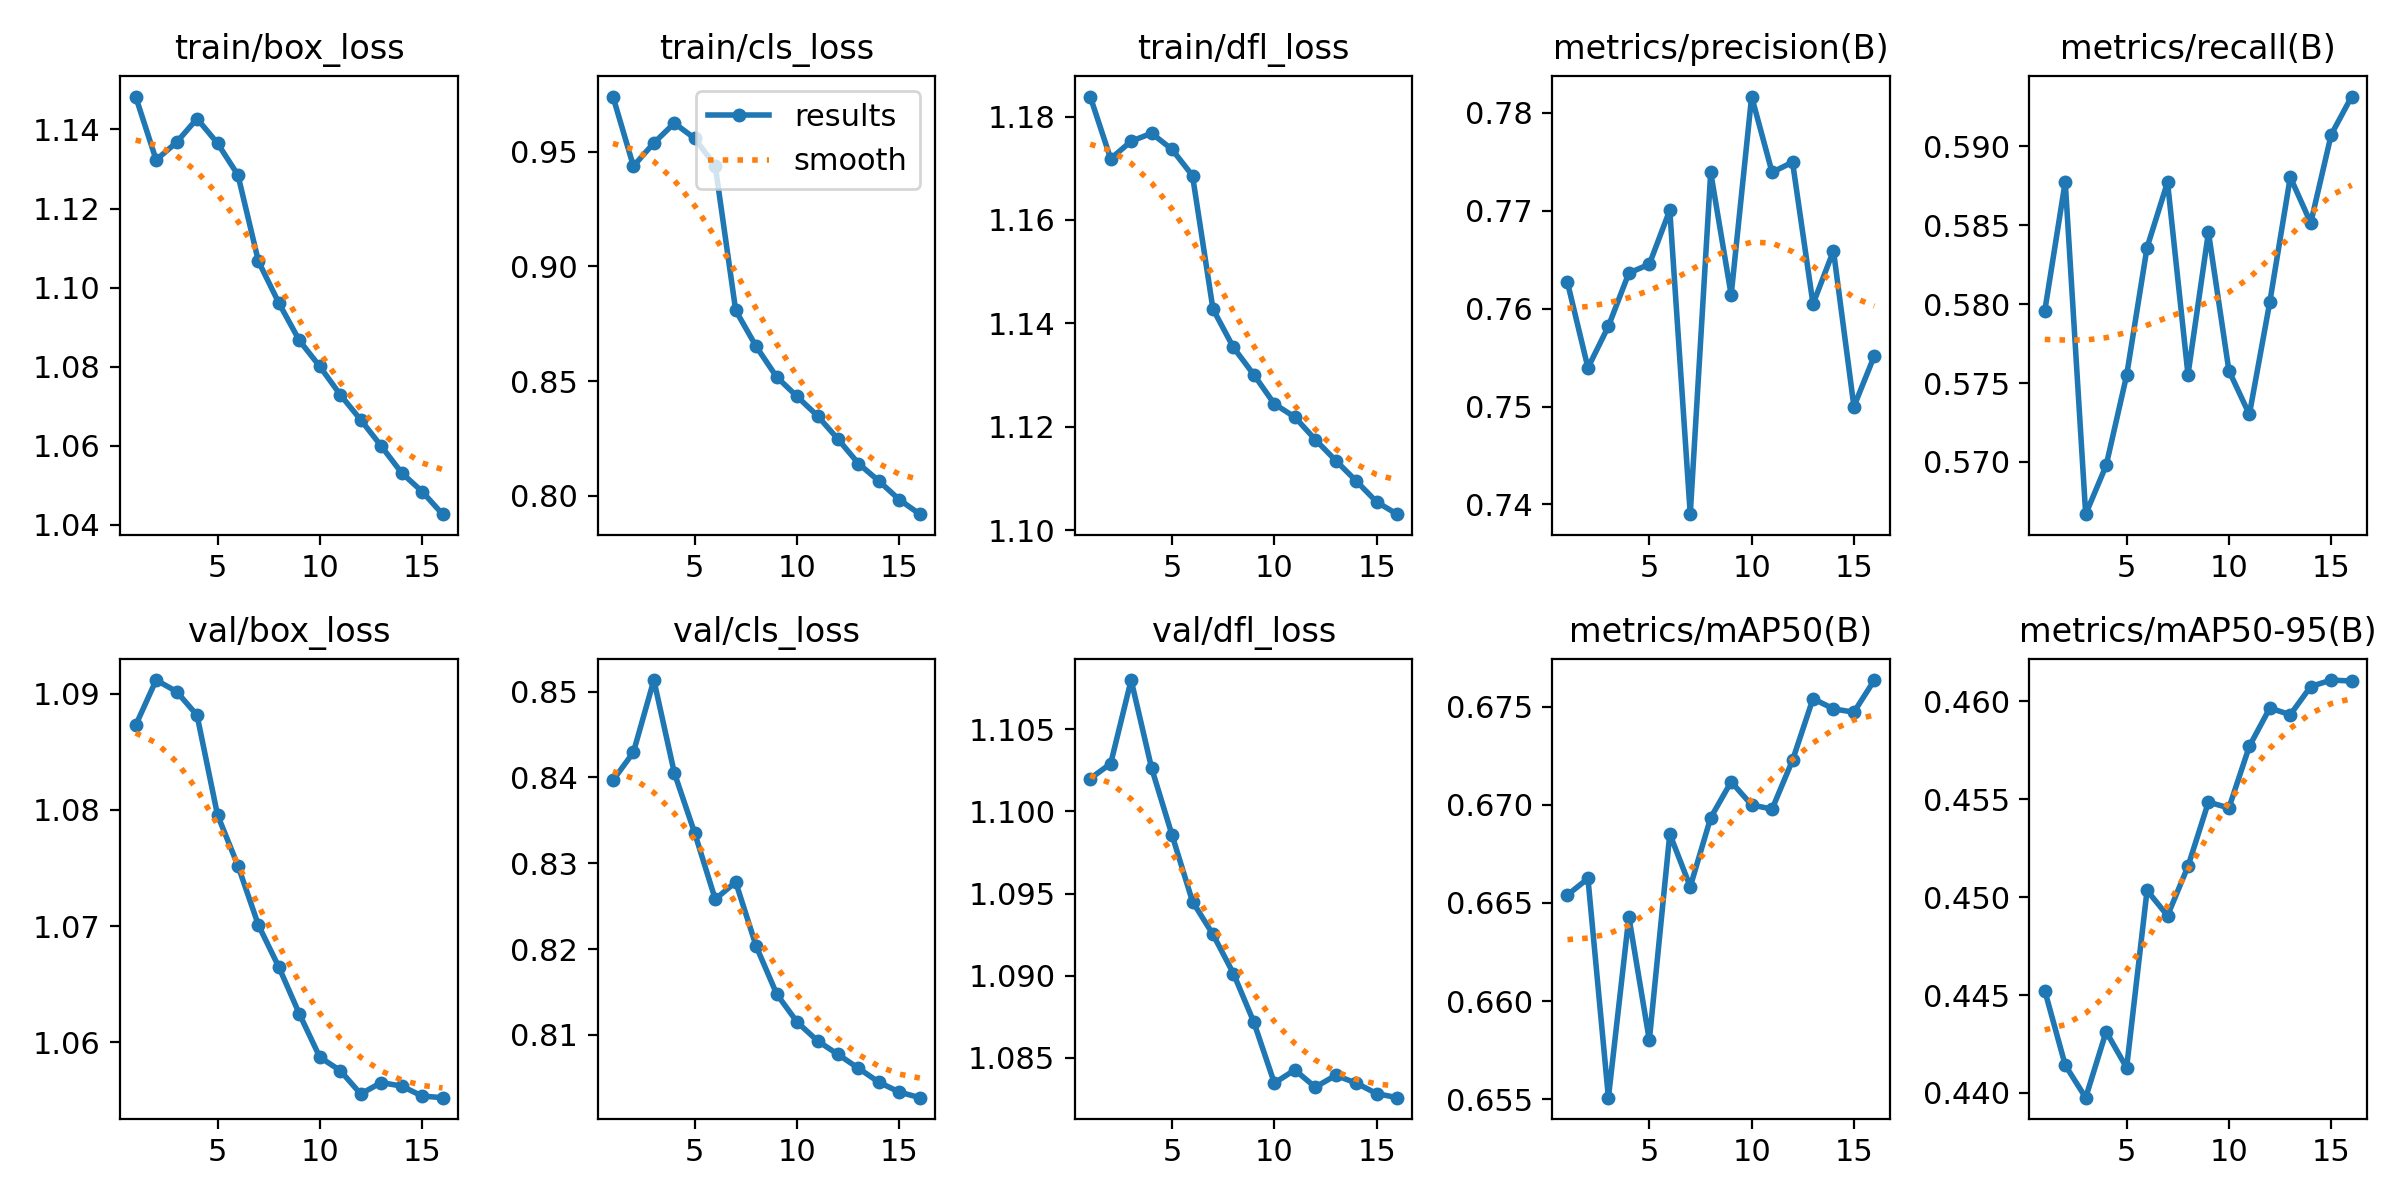 train/box_loss
train/cls_loss
train/dfl_loss
metrics/precision(B)
metrics/recall(B)
1.14
1.12
1.10
1.08
1.06
1.04
5 10 15
results
smooth
0.95
0.90
0.85
0.80
5 10 15
1.18
1.16
1.14
1.12
1.10
5 10 15
0.78
0.77
0.76
0.75
0.74
5 10 15
0.590
0.585
0.580
0.575
0.570
5 10 15
val/box_loss
val/cls_loss
val/dfl_loss
metrics/mAP50(B)
metrics/mAP50-95(B)
1.09
1.08
1.07
1.06
5 10 15
0.85
0.84
0.83
0.82
0.81
5 10 15
1.105
1.100
1.095
1.090
1.085
5 10 15
0.675
0.670
0.665
0.660
0.655
5 10 15
0.460
0.455
0.450
0.445
0.440
5 10 15